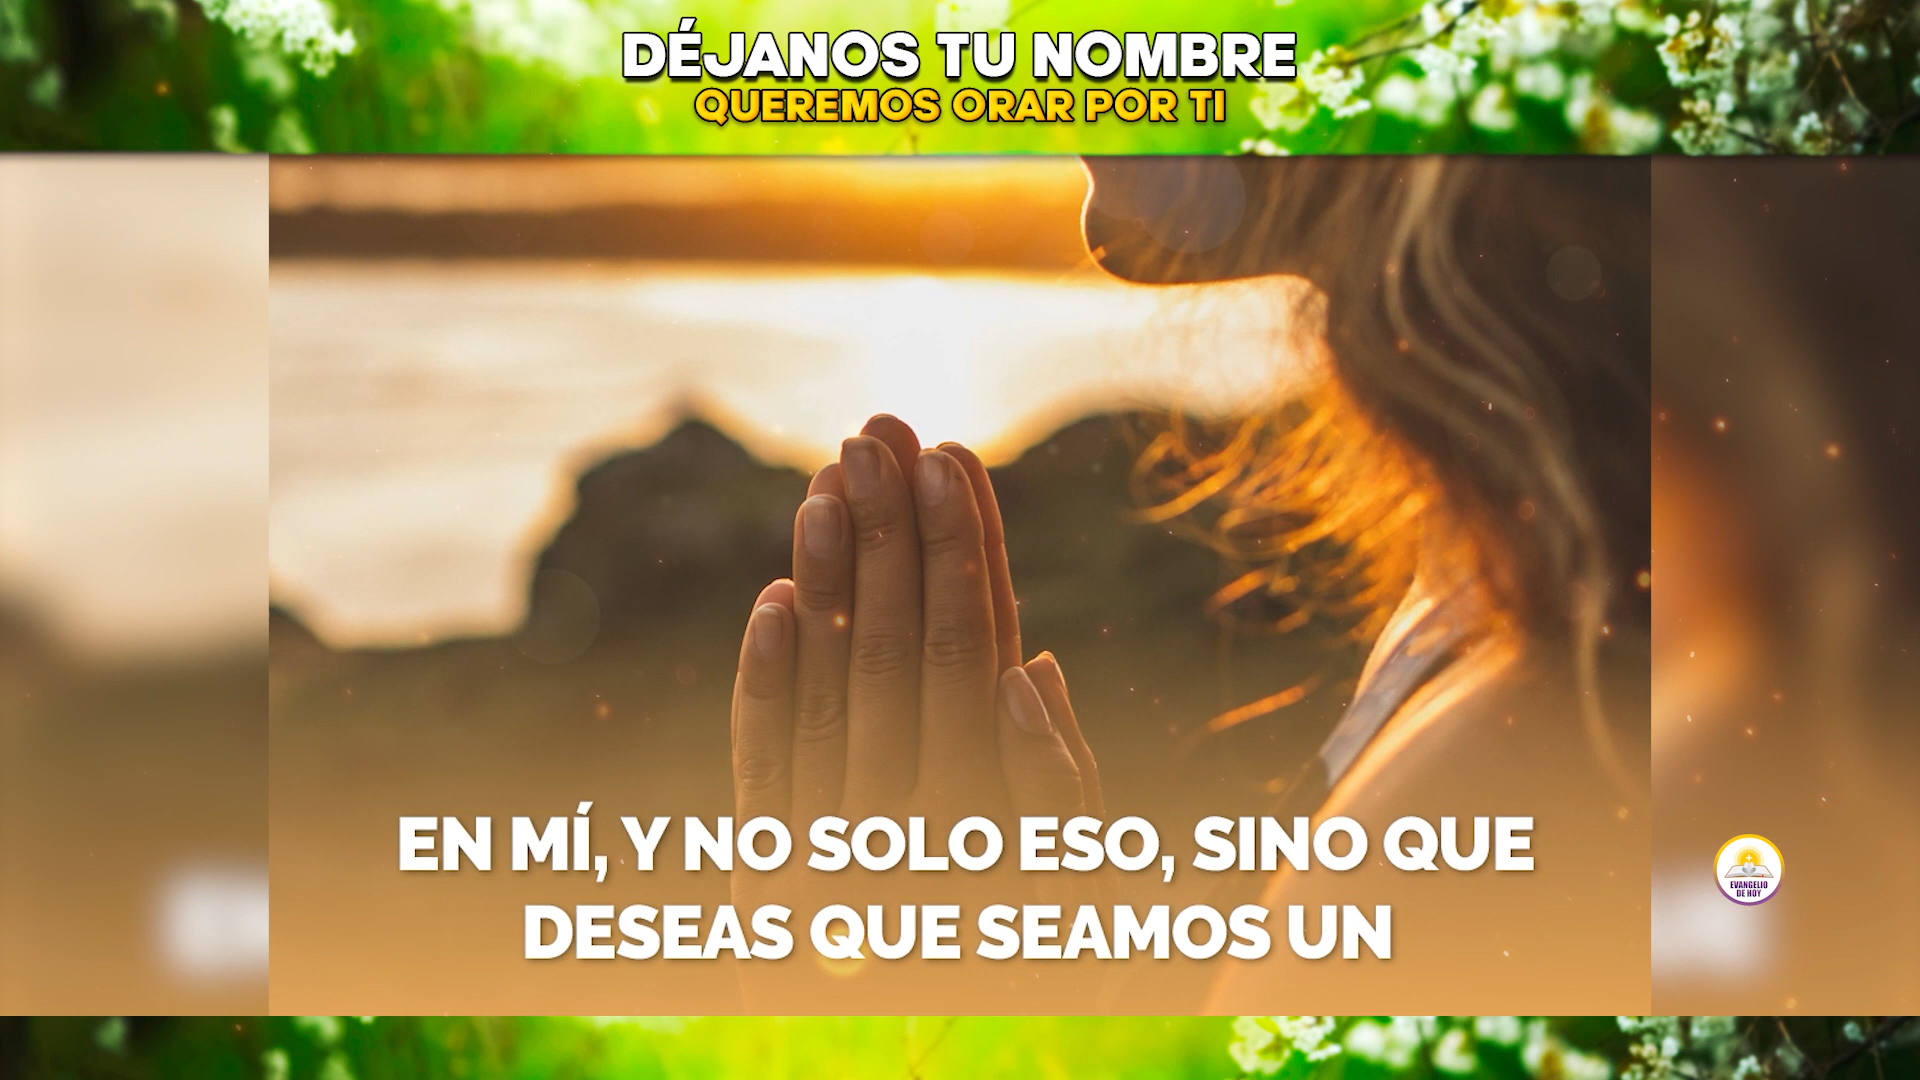 DÉJANOS TU NOMBRE
QUEREMOS ORAR POR TI
EN MÍ, Y NO SOLO ESO, SINO QUE
DESEAS QUE SEAMOS UN
EVANGELIO
DE HOY